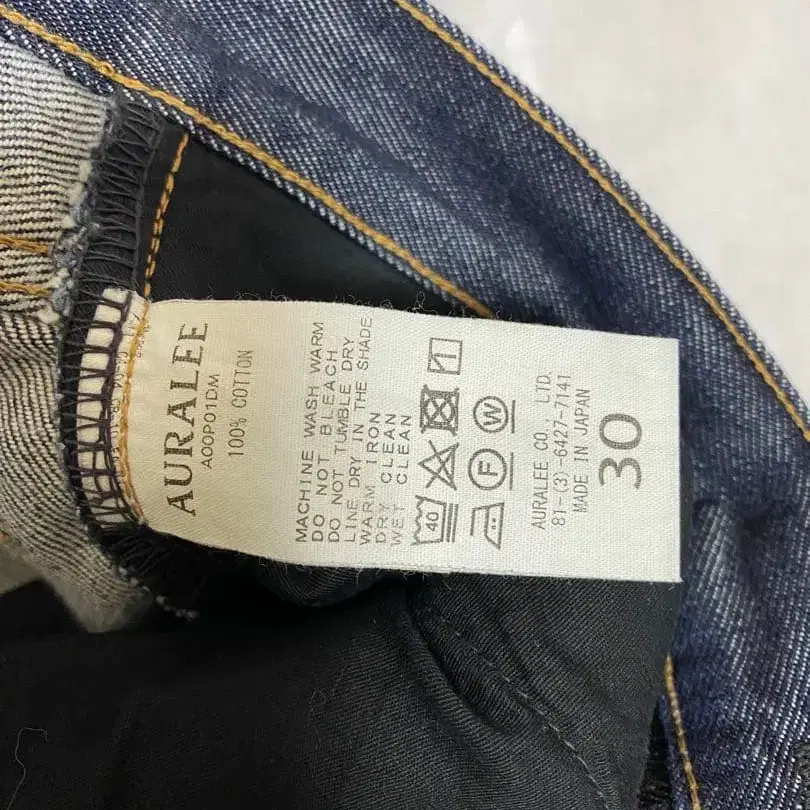 AURALEE
A00P01DM
100% COTTON
MACHINE WASH WARM
DO NOT BLEACH
DO NOT TUMBLE DRY
LINE DRY IN THE SHADE
WARM IRON
DRY CLEAN
WET CLEAN
40
F
W
AURALEE CO., LTD.
81-(3)-6427-7141
MADE IN JAPAN
30